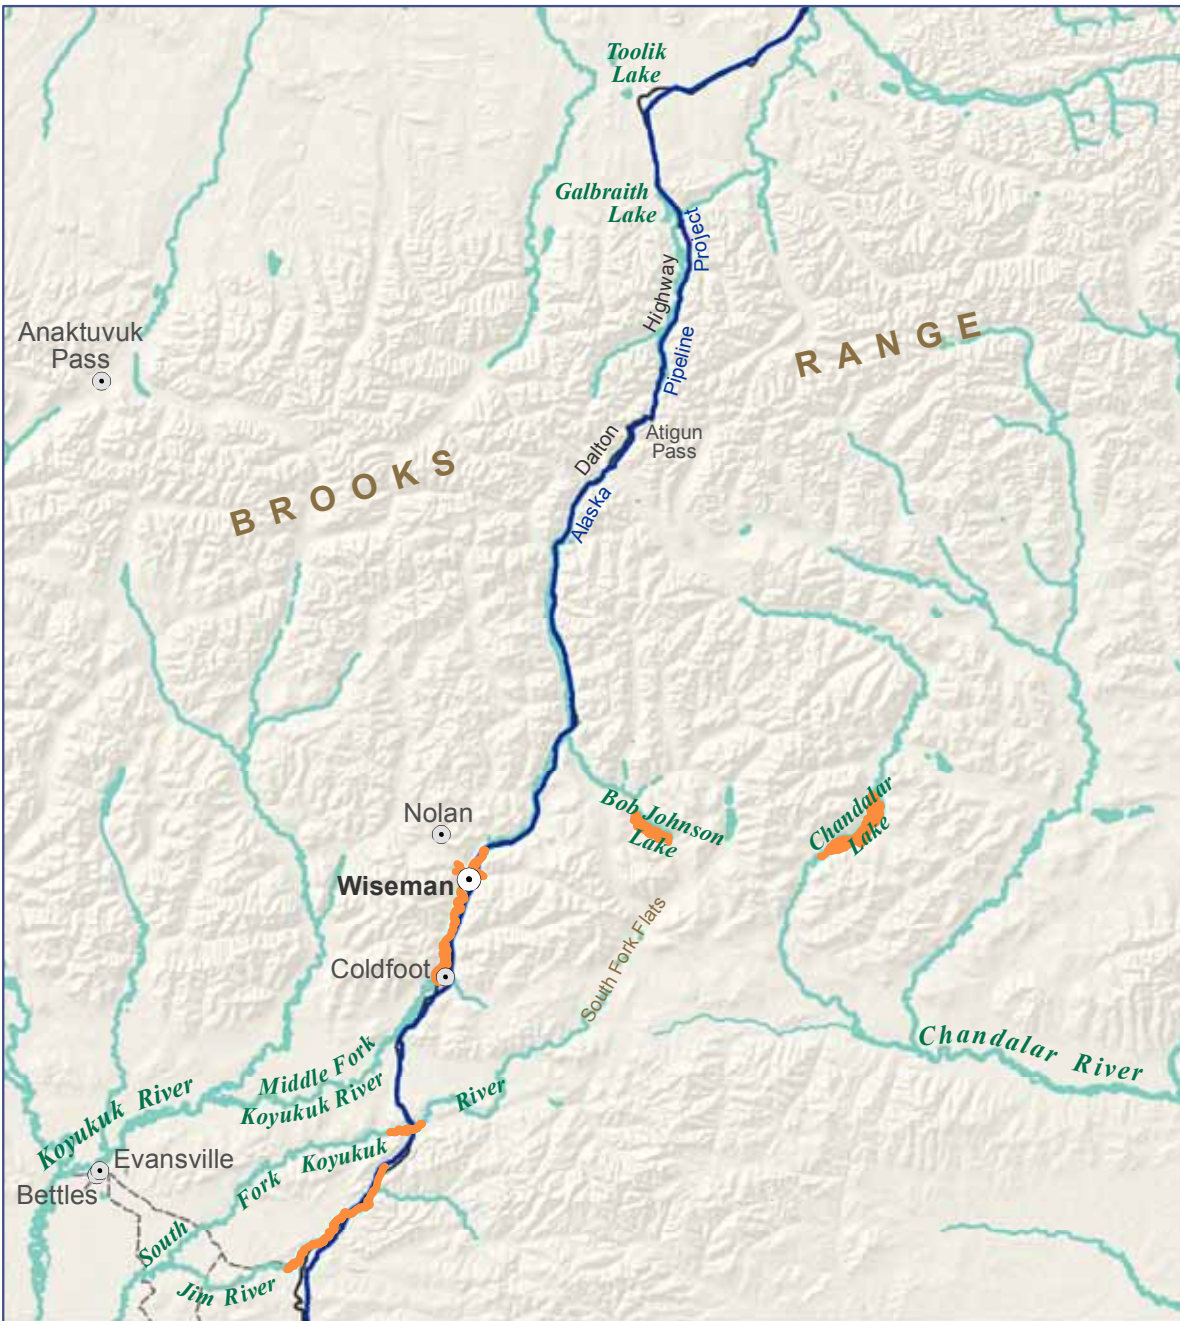 Toolik
Lake
Galbraith
Lake
Project
Highway
Pipeline
Anaktuvuk
Pass
RANGE
Atigun
Pass
Dalton
Alaska
BROOKS
Bob Johnson
Lake
Chandalar
Lake
Nolan
Wiseman
Coldfoot
South Fork Flats
Chandalar River
Middle Fork
Koyukuk River
Koyukuk River
River
Koyukuk
Fork
South
Evansville
Bettles
Jim River